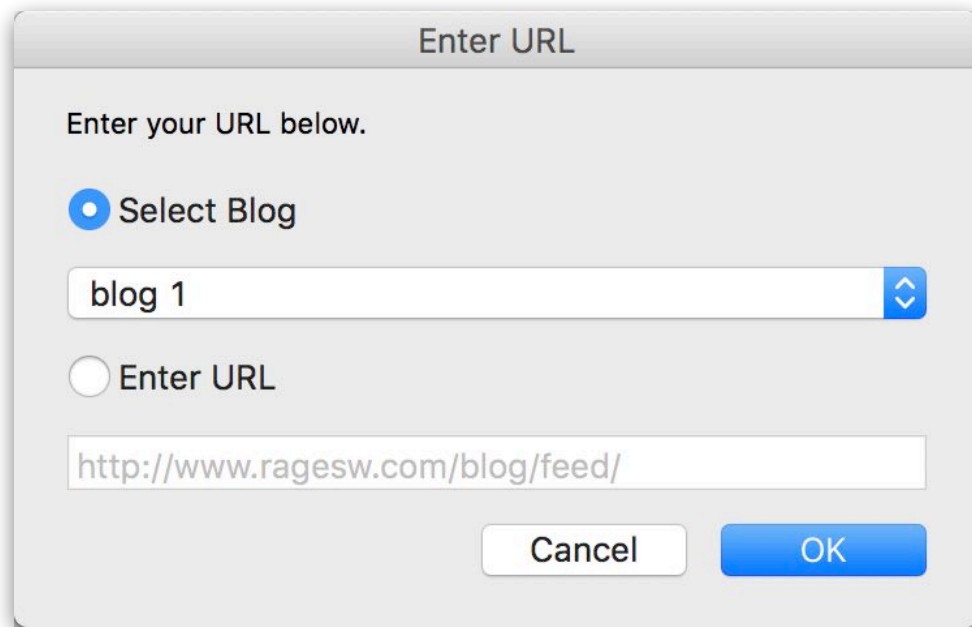 Enter URL
Enter your URL below.
Select Blog
blog 1
Enter URL
http://www.ragesw.com/blog/feed/
Cancel OK